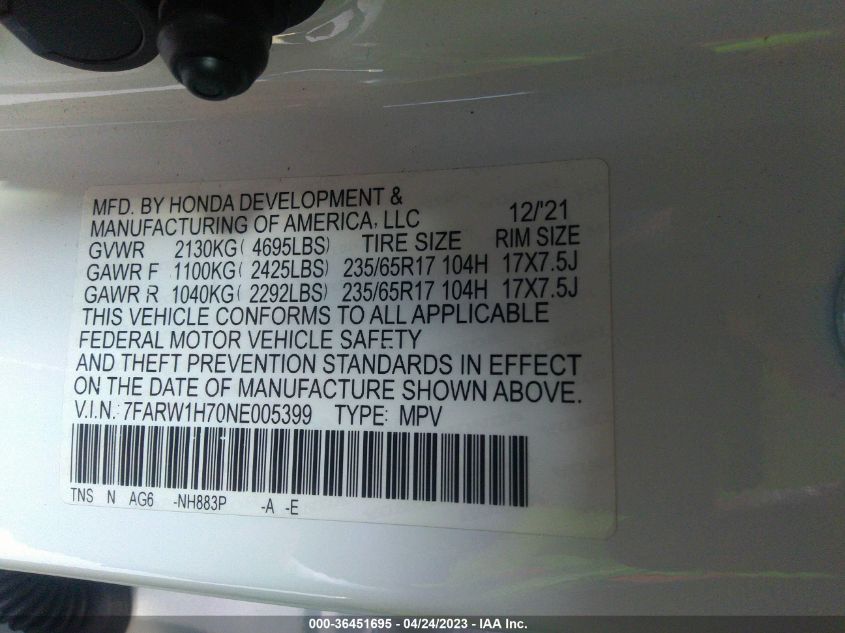 MFD. BY HONDA DEVELOPMENT &
MANUFACTURING OF AMERICA, LLC 12/'21
GVWR 2130KG( 4695LBS) TIRE SIZE RIM SIZE
GAWR F 1100KG( 2425LBS) 235/65R17 104H 17X7.5J
GAWR R 1040KG( 2292LBS) 235/65R17 104H 17X7.5J
THIS VEHICLE CONFORMS TO ALL APPLICABLE
FEDERAL MOTOR VEHICLE SAFETY
AND THEFT PREVENTION STANDARDS IN EFFECT
ON THE DATE OF MANUFACTURE SHOWN ABOVE.
V.I.N.: 7FARW1H70NE005399 TYPE: MPV
TNS N AG6 -NH883P -A -E
000-36451695 - 04/24/2023 - IAA Inc.